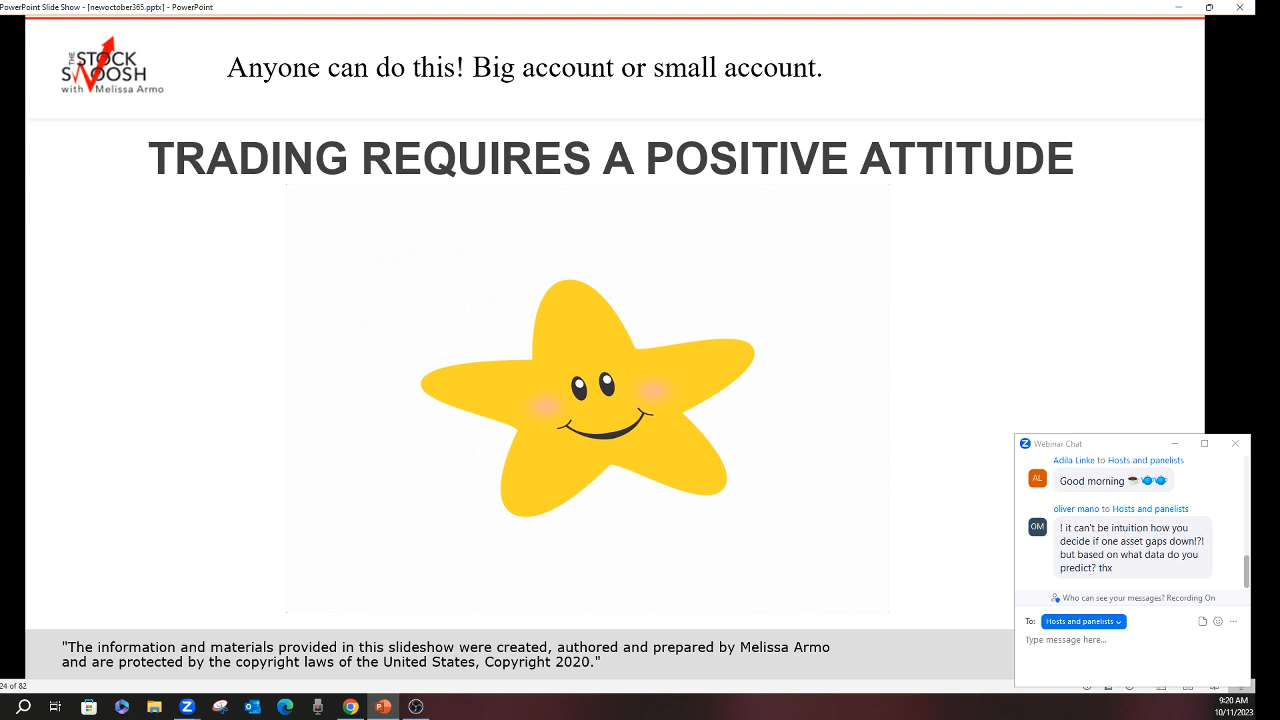 PowerPoint Slide Show - [newoctober365.pptx] - PowerPoint
THE STOCK
SWOOSH
with Melissa Armo
Anyone can do this! Big account or small account.
TRADING REQUIRES A POSITIVE ATTITUDE
Webinar Chat
Adila Linke to Hosts and panelists
AL
Good morning ☕
oliver mano to Hosts and panelists
OM
! it can't be intuition how you
decide if one asset gaps down!?!
but based on what data do you
predict? thx
Who can see your messages? Recording On
To: Hosts and panelists
Type message here...
"The information and materials provided in this slideshow were created, authored and prepared by Melissa Armo
and are protected by the copyright laws of the United States, Copyright 2020."
24 of 82
9:20 AM
10/11/2023